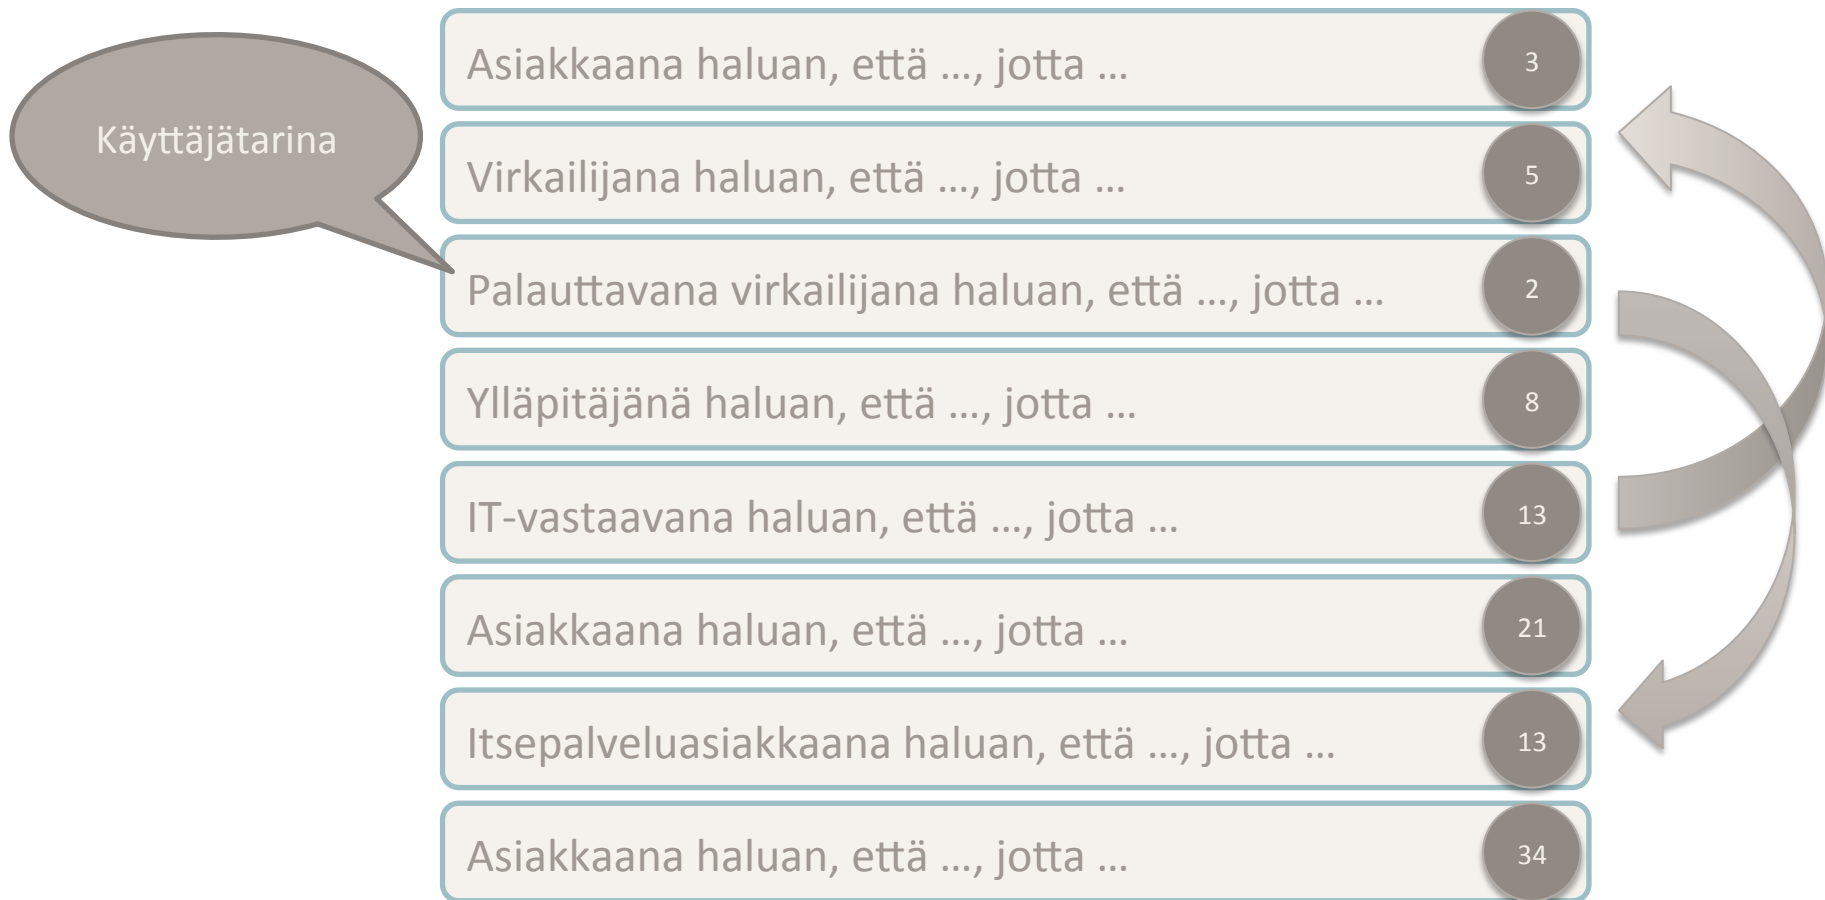 Käyttäjätarina
Asiakkaana haluan, että ..., jotta ... 3
Virkailijana haluan, että ..., jotta ... 5
Palauttavana virkailijana haluan, että ..., jotta ... 2
Ylläpitäjänä haluan, että ..., jotta ... 8
IT-vastaavana haluan, että ..., jotta ... 13
Asiakkaana haluan, että ..., jotta ... 21
Itsepalveluasiakkaana haluan, että ..., jotta ... 13
Asiakkaana haluan, että ..., jotta ... 34